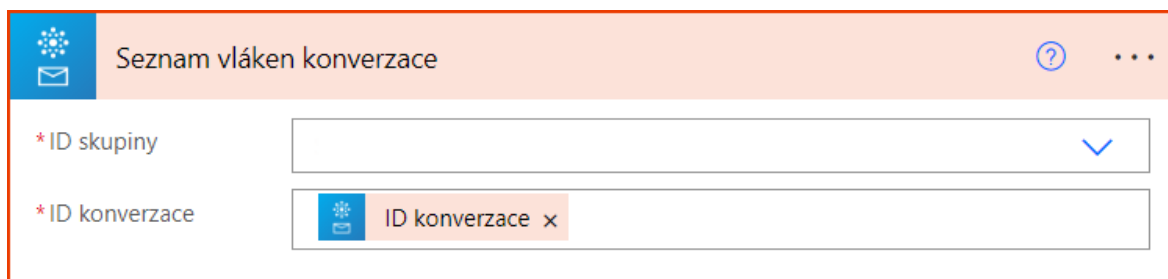 Seznam vláken konverzace
* ID skupiny
* ID konverzace
ID konverzace ×